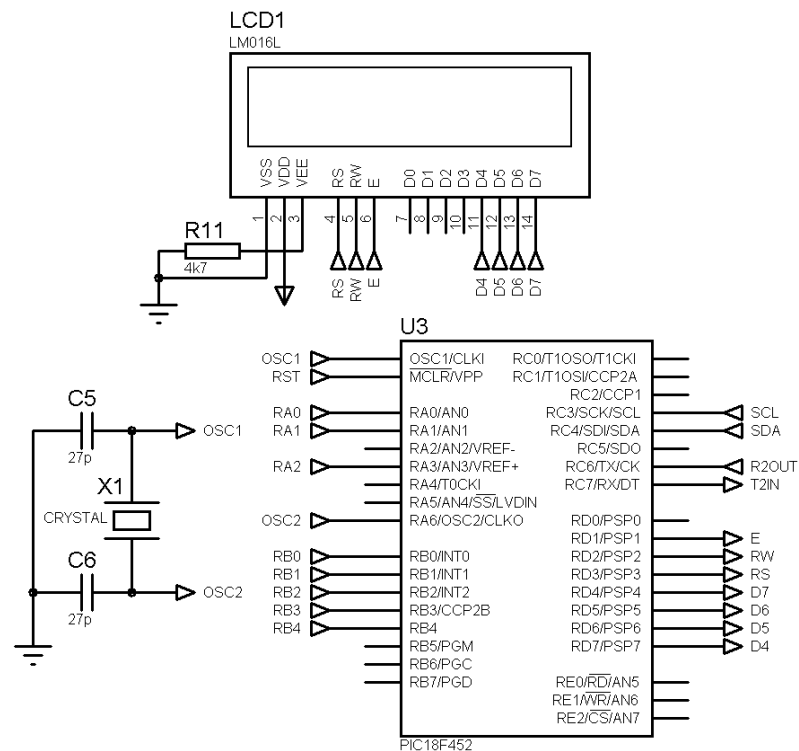 LCD1
LM016L
VSS VDD VEE RS RW E D0 D1 D2 D3 D4 D5 D6 D7
1 2 3 4 5 6 7 8 9 10 11 12 13 14
R11
4k7
RS RW E D4 D5 D6 D7
U3
OSC1 OSC1/CLKI RC0/T1OSO/T1CKI
RST MCLR/VPP RC1/T1OSI/CCP2A
RC2/CCP1
RA0 RA0/AN0 RC3/SCK/SCL SCL
RA1 RA1/AN1 RC4/SDI/SDA SDA
RA2/AN2/VREF- RC5/SDO
RA2 RA3/AN3/VREF+ RC6/TX/CK R2OUT
RA4/T0CKI RC7/RX/DT T2IN
RA5/AN4/SS/LVDIN
OSC2 RA6/OSC2/CLKO RD0/PSP0
RD1/PSP1 E
RB0 RB0/INT0 RD2/PSP2 RW
RB1 RB1/INT1 RD3/PSP3 RS
RB2 RB2/INT2 RD4/PSP4 D7
RB3 RB3/CCP2B RD5/PSP5 D6
RB4 RB4 RD6/PSP6 D5
RB5/PGM RD7/PSP7 D4
RB6/PGC
RB7/PGD RE0/RD/AN5
RE1/WR/AN6
RE2/CS/AN7
PIC18F452
C5
27p
OSC1
X1
CRYSTAL
C6
27p
OSC2